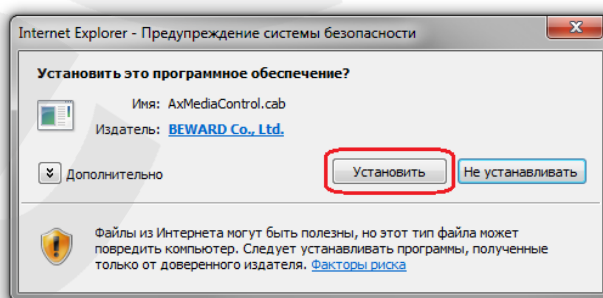 Internet Explorer - Предупреждение системы безопасности
Установить это программное обеспечение?
Имя: AxMediaControl.cab
Издатель: BEWARD Co., Ltd.
Дополнительно
Установить
Не устанавливать
Файлы из Интернета могут быть полезны, но этот тип файла может
повредить компьютер. Следует устанавливать программы, полученные
только от доверенного издателя. Факторы риска